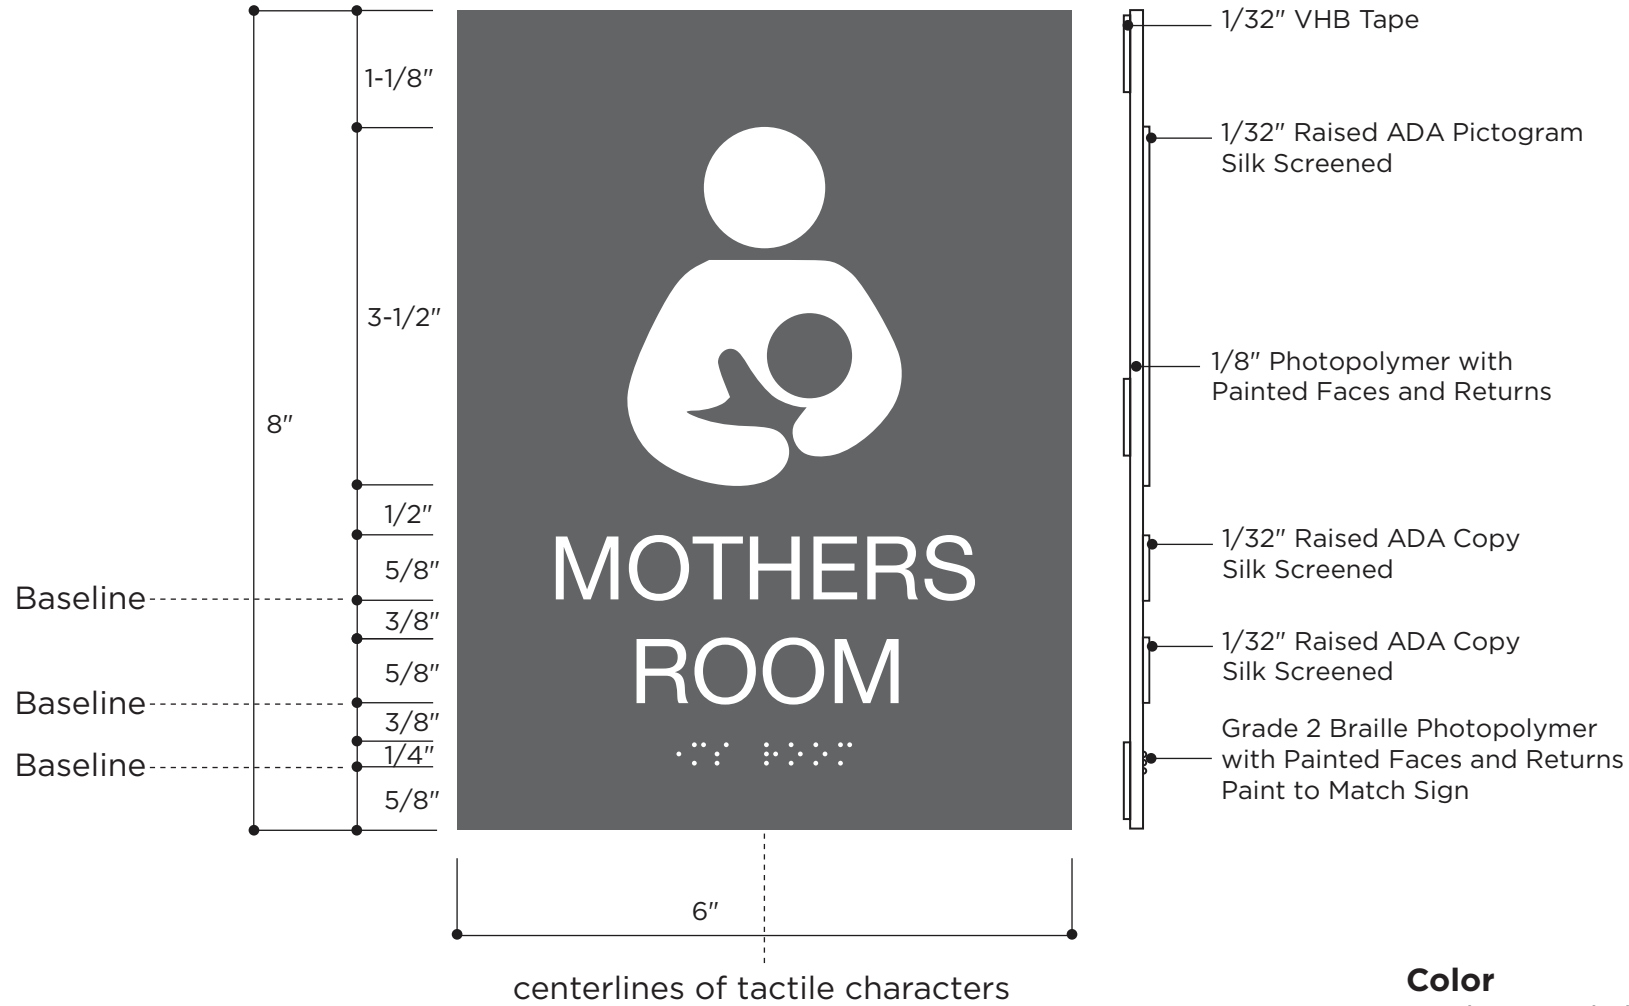 1/32" VHB Tape
1-1/8"
1/32" Raised ADA Pictogram
Silk Screened
3-1/2"
1/8" Photopolymer with
Painted Faces and Returns
8"
1/2"
MOTHERS
1/32" Raised ADA Copy
Silk Screened
5/8"
Baseline
3/8"
ROOM
1/32" Raised ADA Copy
Silk Screened
5/8"
Baseline
3/8"
Grade 2 Braille Photopolymer
with Painted Faces and Returns
Paint to Match Sign
1/4"
Baseline
5/8"
6"
centerlines of tactile characters
Color